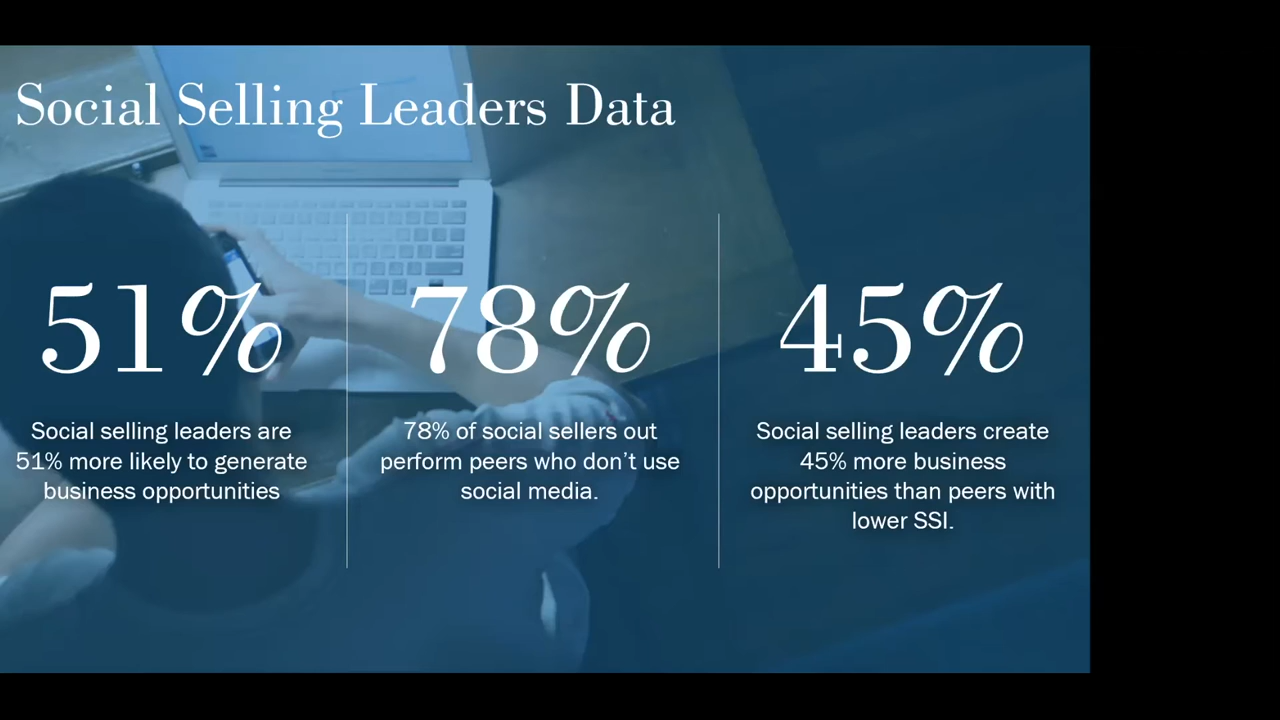 Social Selling Leaders Data
51%
Social selling leaders are
51% more likely to generate
business opportunities
78%
78% of social sellers out
perform peers who don’t use
social media.
45%
Social selling leaders create
45% more business
opportunities than peers with
lower SSI.